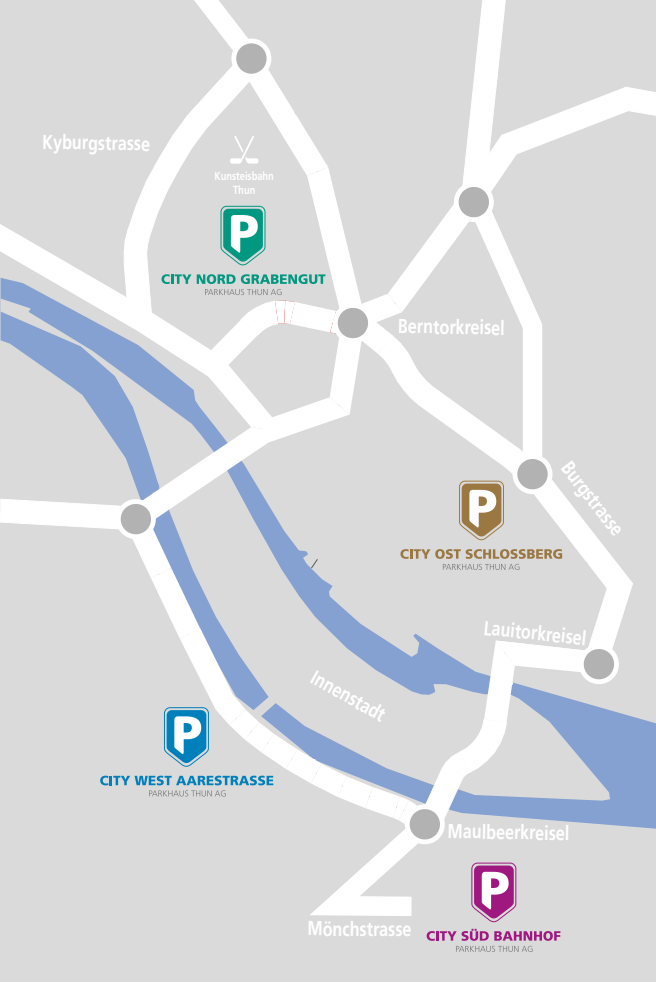 Kyburgstrasse
Kunsteisbahn
Thun
P
CITY NORD GRABENGUT
PARKHAUS THUN AG
Berntorkreisel
Burgstrasse
P
CITY OST SCHLOSSBERG
PARKHAUS THUN AG
Lauitorkreisel
Innenstadt
P
CITY WEST AARESTRASSE
PARKHAUS THUN AG
Maulbeerkreisel
P
Mönchstrasse
CITY SÜD BAHNHOF
PARKHAUS THUN AG